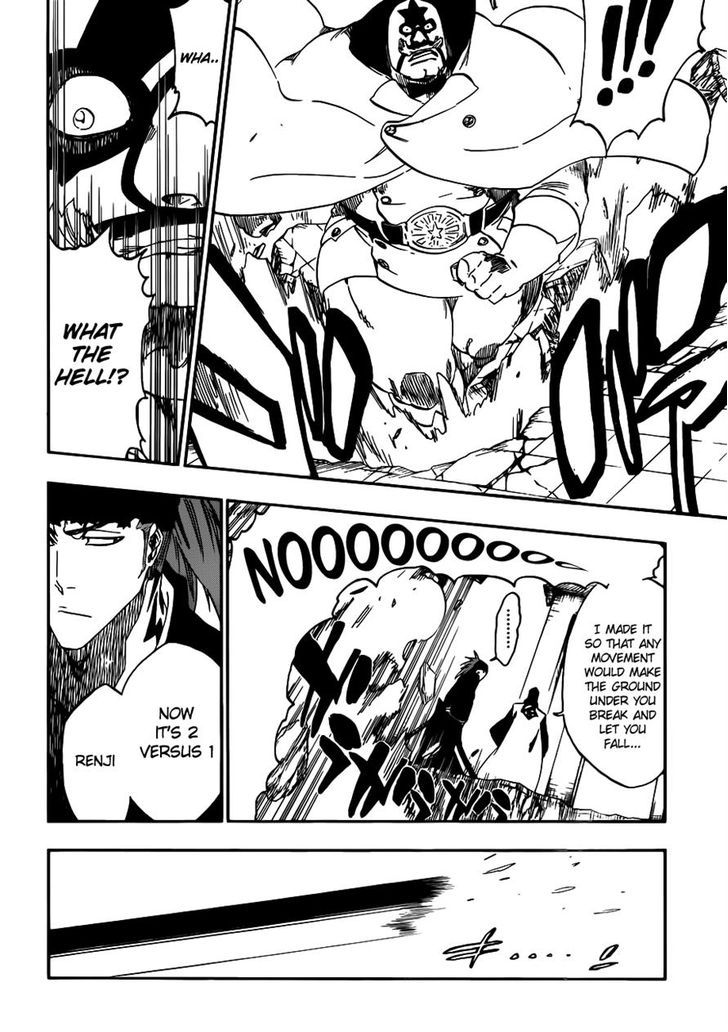 !!!
WHA..
WHAT
THE
HELL!?
I MADE IT
SO THAT ANY
MOVEMENT
WOULD MAKE
THE GROUND
UNDER YOU
BREAK AND
LET YOU
FALL...
........
NOOOOOOOOOO
NOW
IT'S 2
VERSUS 1
RENJI